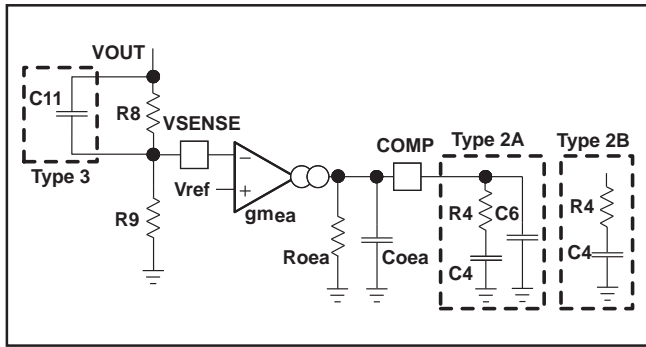 VOUT
C11
R8
VSENSE
Type 3
Vref
−
+
gmea
R9
COMP
Roea
Coea
Type 2A
R4
C6
C4
Type 2B
R4
C4